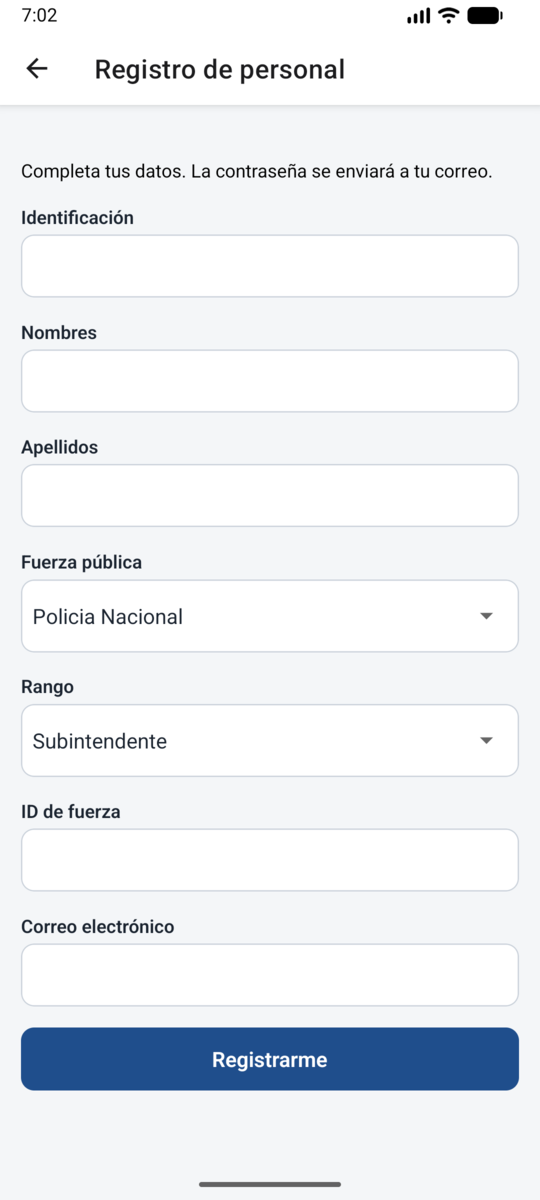 7:02
Registro de personal
Completa tus datos. La contraseña se enviará a tu correo.
Identificación
Nombres
Apellidos
Fuerza pública
Policia Nacional
Rango
Subintendente
ID de fuerza
Correo electrónico
Registrarme